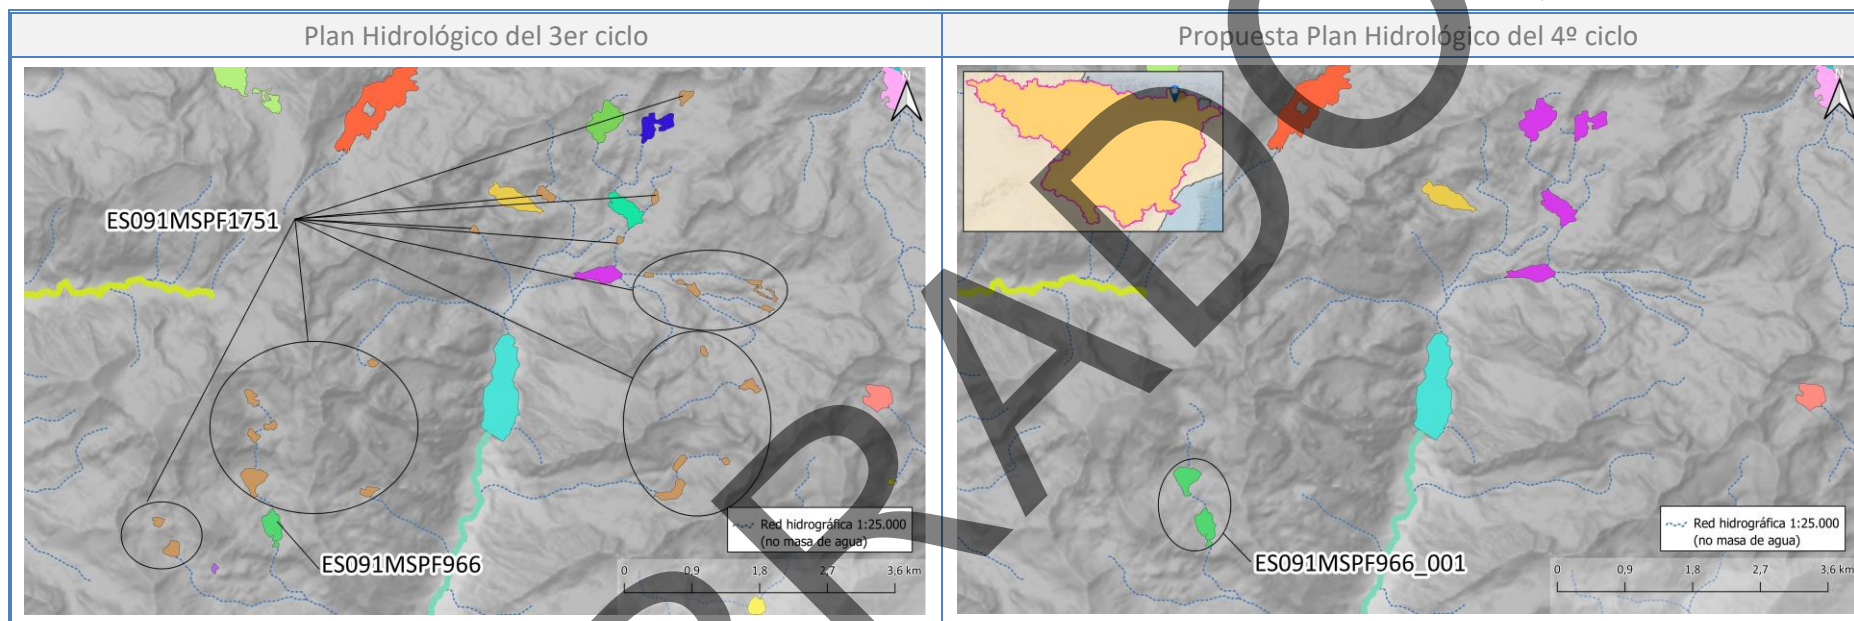 Plan Hidrológico del 3er ciclo
Propuesta Plan Hidrológico del 4º ciclo
N
ES091MSPF1751
ES091MSPF966
Red hidrográfica 1:25.000
(no masa de agua)
0 0,9 1,8 2,7 3,6 km
N
ES091MSPF966_001
Red hidrográfica 1:25.000
(no masa de agua)
0 0,9 1,8 2,7 3,6 km
RADO